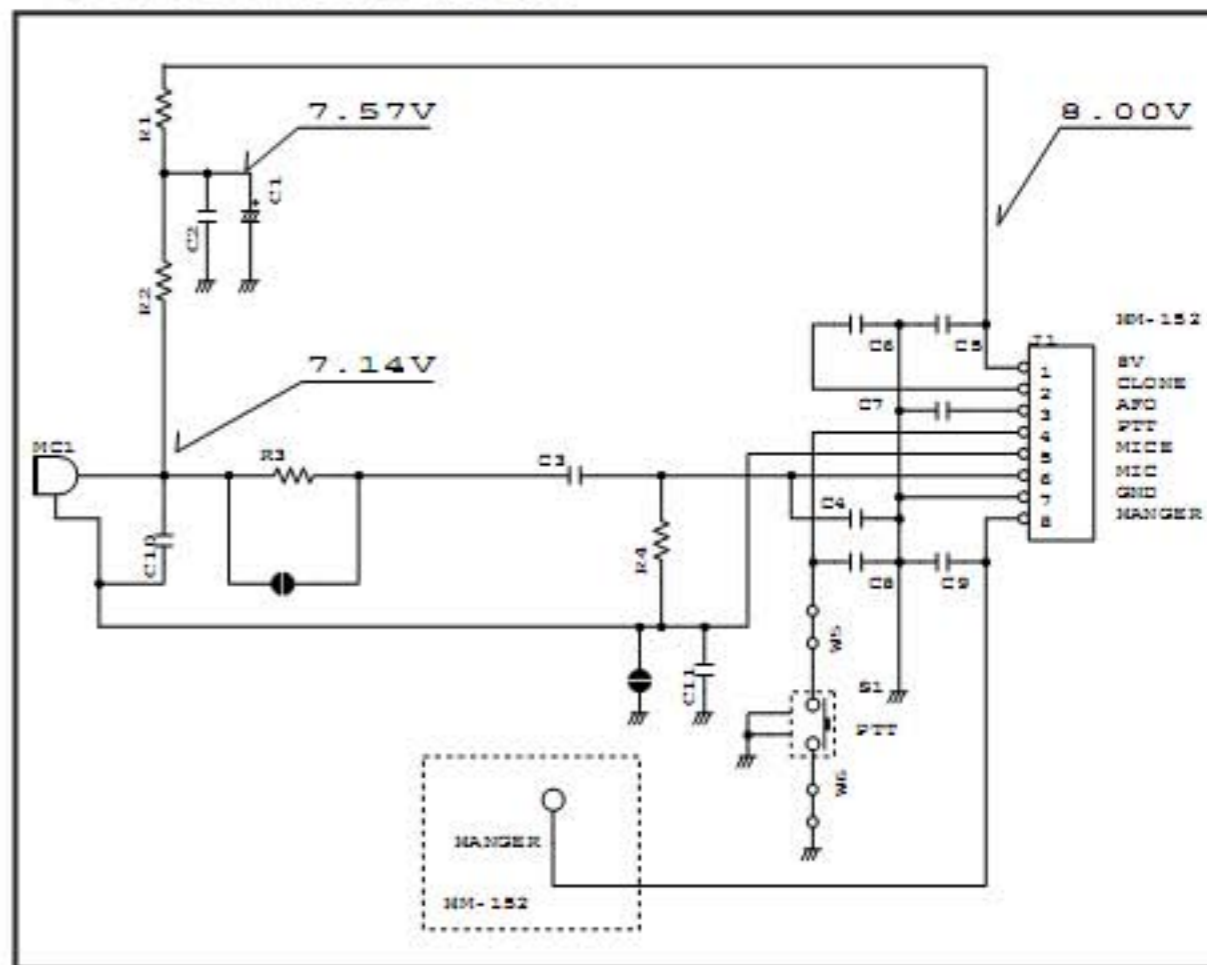 7.57V
8.00V
R1
C1
C2
R2
HM-152
C6
C5
J1
7.14V
1
8V
2
CLONE
C7
3
AFO
4
PTT
MC1
R3
C3
5
MICE
6
MIC
7
GND
8
HANGER
C4
C10
R4
C8
C9
W5
C11
S1
PTT
W6
HANGER
HM-152